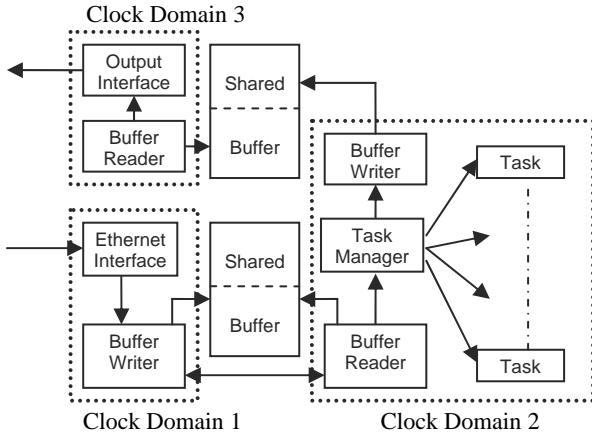 Clock Domain 3
Output
Interface
Buffer
Reader
Shared
Buffer
Buffer
Writer
Task
Task
Manager
Ethernet
Interface
Buffer
Writer
Shared
Buffer
Buffer
Reader
Task
Clock Domain 1
Clock Domain 2